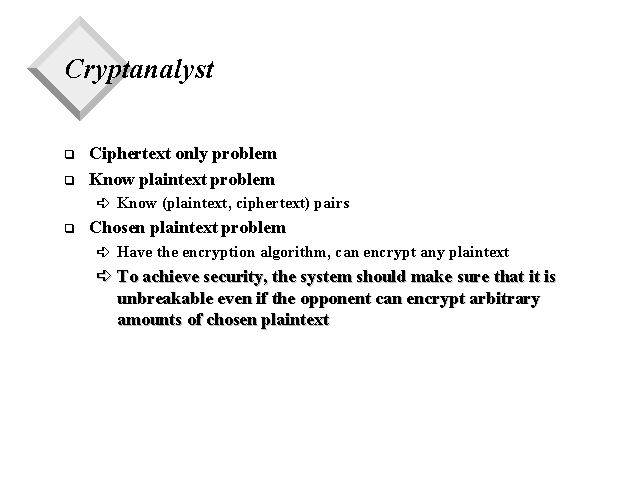 Cryptanalyst
Ciphertext only problem
Know plaintext problem
Know (plaintext, ciphertext) pairs
Chosen plaintext problem
Have the encryption algorithm, can encrypt any plaintext
To achieve security, the system should make sure that it is
unbreakable even if the opponent can encrypt arbitrary
amounts of chosen plaintext